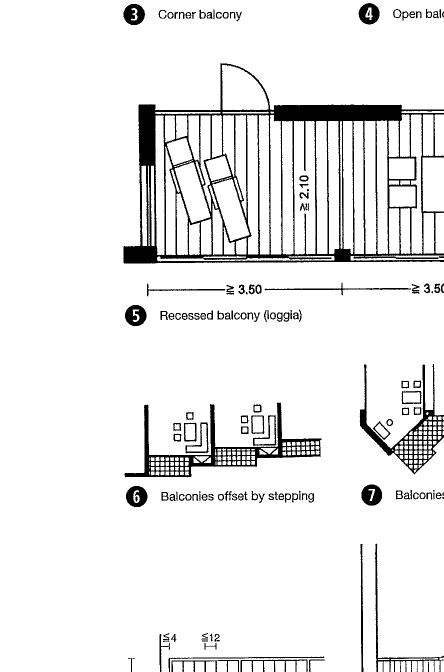 3 Corner balcony
4 Open balc
≧ 2.10
≧ 3.50
≧ 3.50
5 Recessed balcony (loggia)
6 Balconies offset by stepping
7 Balconies
≦4 ≦12